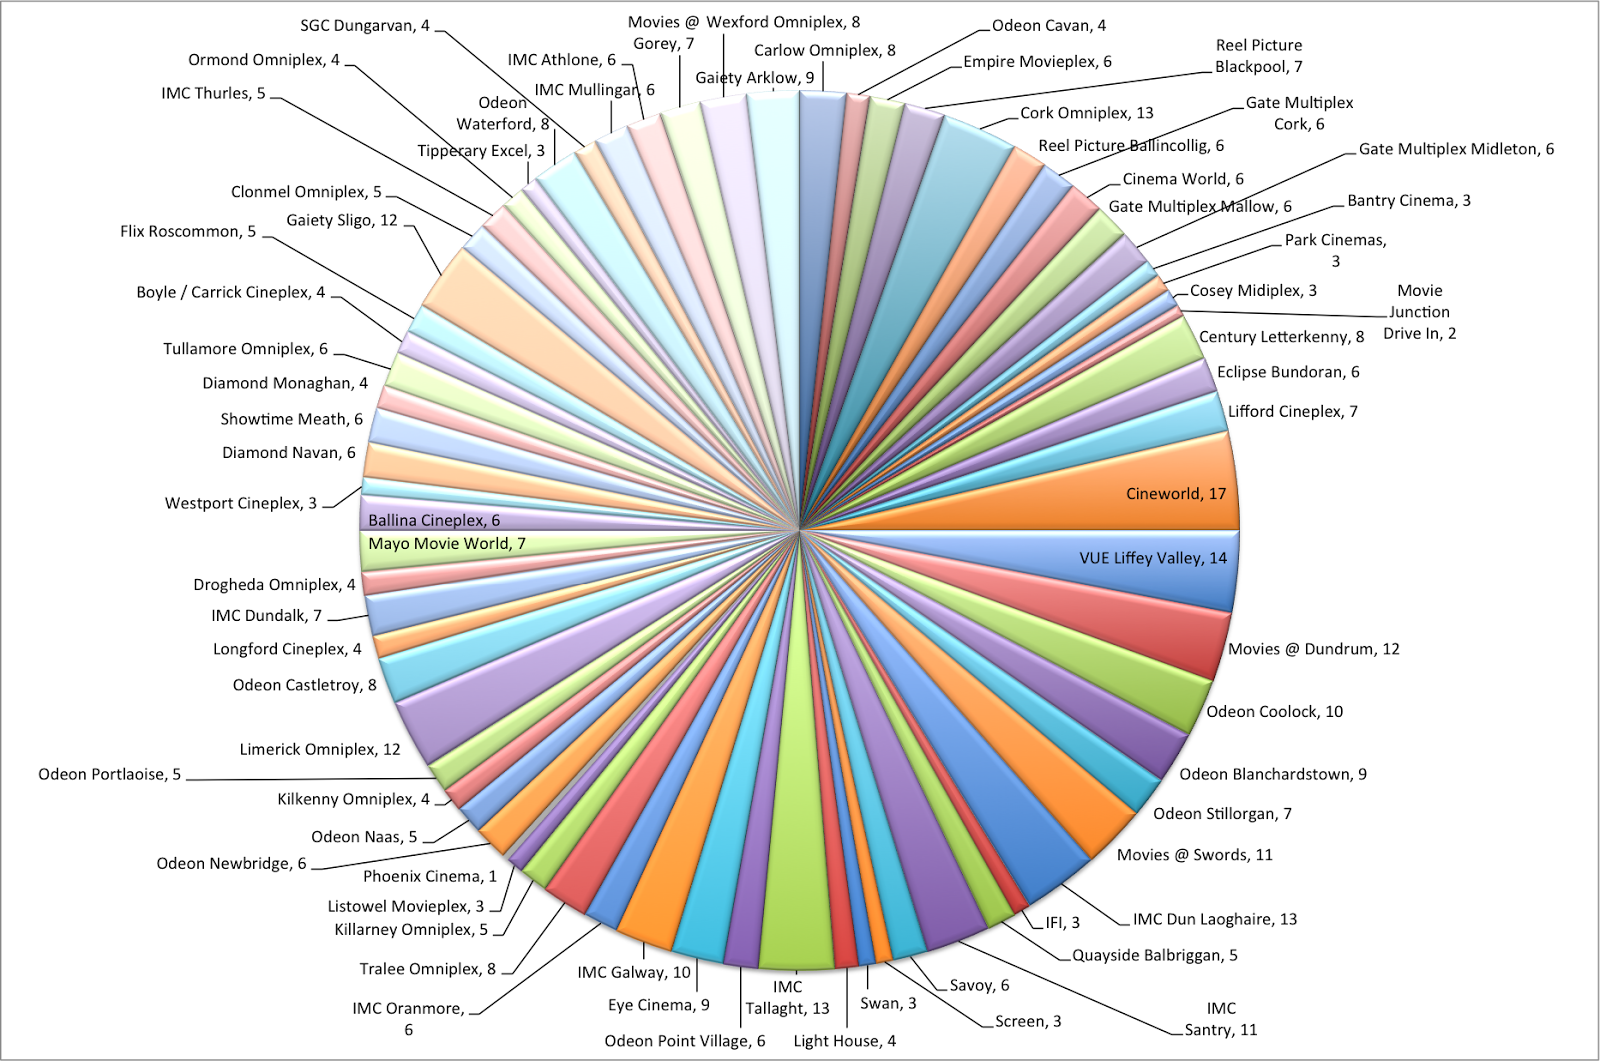 Carlow Omniplex, 8
Odeon Cavan, 4
Empire Movieplex, 6
Reel Picture
Blackpool, 7
Cork Omniplex, 13
Reel Picture Ballincollig, 6
Gate Multiplex
Cork, 6
Cinema World, 6
Gate Multiplex Mallow, 6
Gate Multiplex Midleton, 6
Bantry Cinema, 3
Park Cinemas,
3
Cosey Midiplex, 3
Movie
Junction
Drive In, 2
Century Letterkenny, 8
Eclipse Bundoran, 6
Lifford Cineplex, 7
Cineworld, 17
VUE Liffey Valley, 14
Movies @ Dundrum, 12
Odeon Coolock, 10
Odeon Blanchardstown, 9
Odeon Stillorgan, 7
Movies @ Swords, 11
IMC Dun Laoghaire, 13
IFI, 3
Quayside Balbriggan, 5
IMC
Santry, 11
Savoy, 6
Screen, 3
Swan, 3
Light House, 4
IMC
Tallaght, 13
Odeon Point Village, 6
Eye Cinema, 9
IMC Galway, 10
IMC Oranmore,
6
Tralee Omniplex, 8
Killarney Omniplex, 5
Listowel Movieplex, 3
Phoenix Cinema, 1
Odeon Newbridge, 6
Odeon Naas, 5
Kilkenny Omniplex, 4
Odeon Portlaoise, 5
Limerick Omniplex, 12
Odeon Castletroy, 8
Longford Cineplex, 4
IMC Dundalk, 7
Drogheda Omniplex, 4
Mayo Movie World, 7
Ballina Cineplex, 6
Westport Cineplex, 3
Diamond Navan, 6
Showtime Meath, 6
Diamond Monaghan, 4
Tullamore Omniplex, 6
Boyle / Carrick Cineplex, 4
Flix Roscommon, 5
Gaiety Sligo, 12
Clonmel Omniplex, 5
IMC Thurles, 5
Ormond Omniplex, 4
Tipperary Excel, 3
Odeon
Waterford, 8
SGC Dungarvan, 4
IMC Mullingar, 6
IMC Athlone, 6
Movies @
Gorey, 7
Wexford Omniplex, 8
Gaiety Arklow, 9